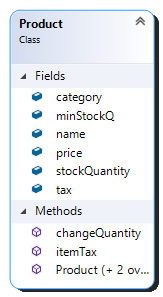 Product
Class
Fields
category
minStockQ
name
price
stockQuantity
tax
Methods
changeQuantity
itemTax
Product (+ 2 ov...